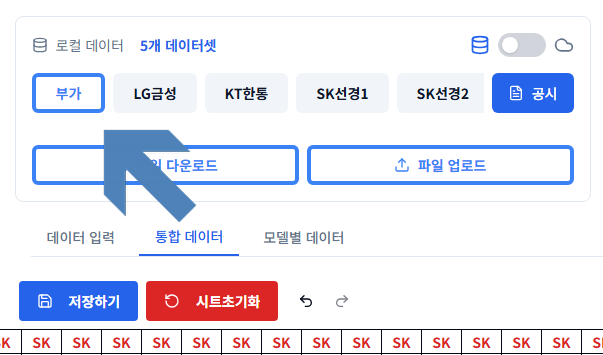 로컬 데이터 5개 데이터셋
부가 LG금성 KT한통 SK선경1 SK선경2 공시
다운로드 파일 업로드
데이터 입력 통합 데이터 모델별 데이터
저장하기 시트초기화
SK SK SK SK SK SK SK SK SK SK SK SK SK SK SK